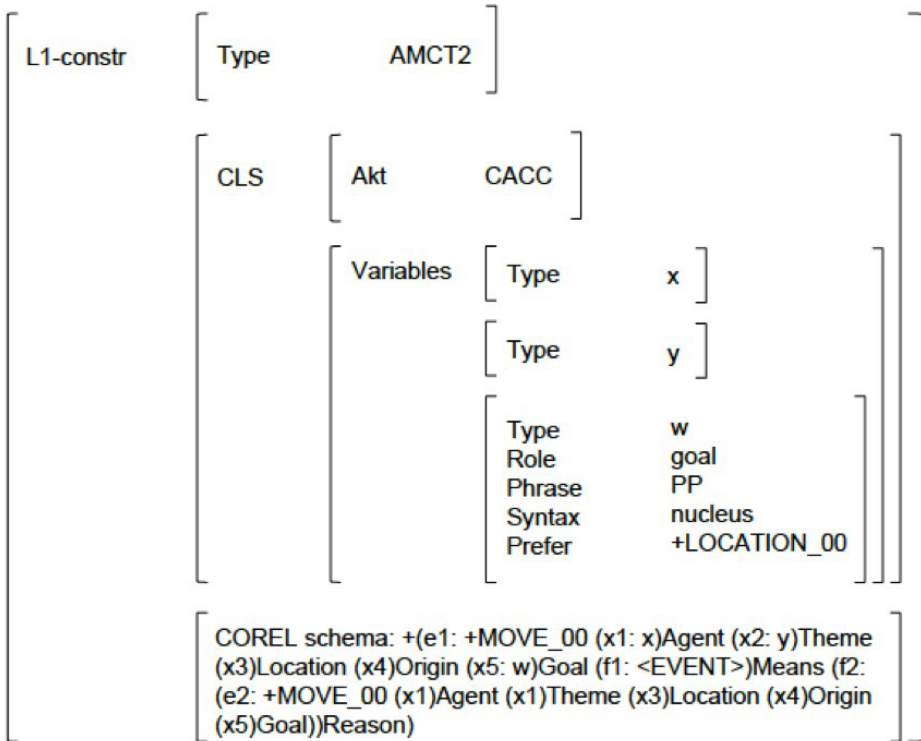 L1-constr Type AMCT2
CLS Akt CACC
Variables Type x
Type y
Type w
Role goal
Phrase PP
Syntax nucleus
Prefer +LOCATION_00
COREL schema: +(e1: +MOVE_00 (x1: x)Agent (x2: y)Theme
(x3)Location (x4)Origin (x5: w)Goal (f1: <EVENT>)Means (f2:
(e2: +MOVE_00 (x1)Agent (x1)Theme (x3)Location (x4)Origin
(x5)Goal))Reason)